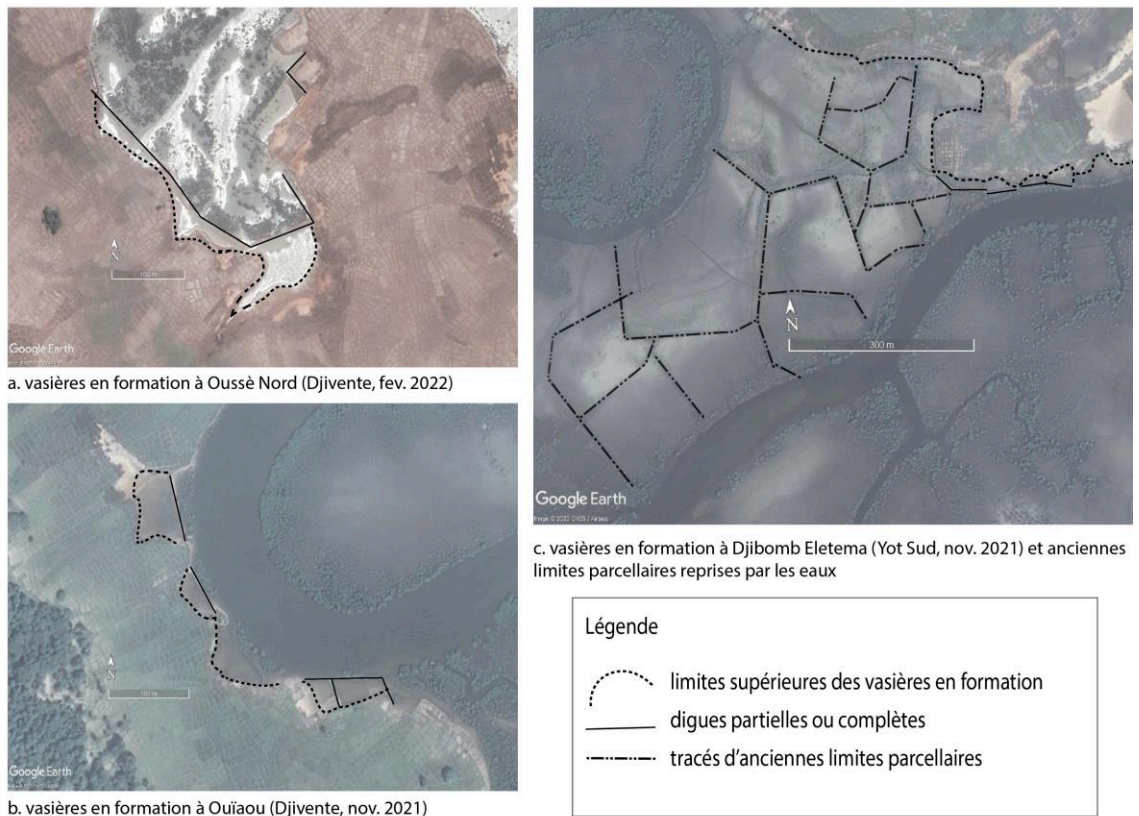 N
100 m
Google Earth
a. vasières en formation à Oussè Nord (Djivente, fev. 2022)
N
100 m
Google Earth
b. vasières en formation à Ouïaou (Djivente, nov. 2021)
N
300 m
Google Earth
c. vasières en formation à Djibomb Eletema (Yot Sud, nov. 2021) et anciennes
limites parcellaires reprises par les eaux
Légende
limites supérieures des vasières en formation
digues partielles ou complètes
tracés d'anciennes limites parcellaires